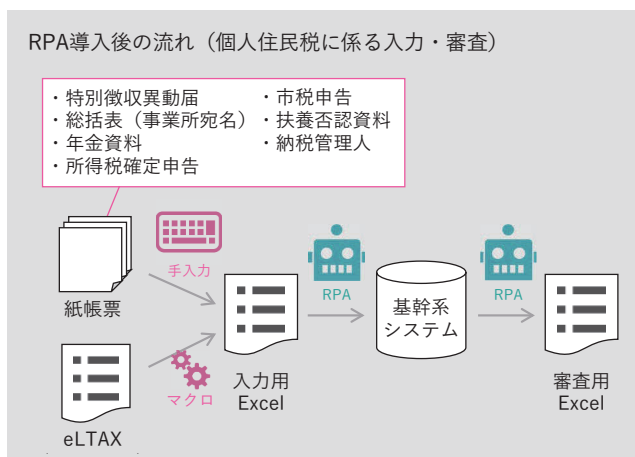 RPA導入後の流れ（個人住民税に係る入力・審査）
・特別徴収異動届
・総括表（事業所宛名）
・年金資料
・所得税確定申告
・市税申告
・扶養否認資料
・納税管理人
紙帳票
手入力
eLTAX
マクロ
入力用
Excel
RPA
基幹系
システム
RPA
審査用
Excel